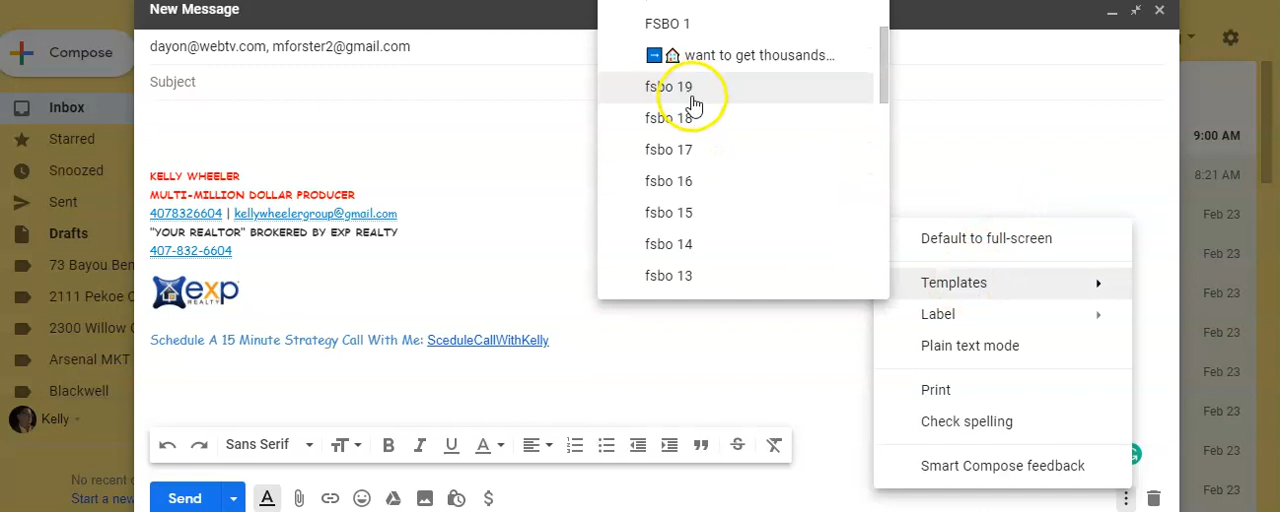 New Message
Compose
dayon@webtv.com, mforster2@gmail.com
Subject
Inbox
Starred
Snoozed
Sent
Drafts
73 Bayou Ben
2111 Pekoe C
2300 Willow
Arsenal MKT
Blackwell
Kelly
No recent c
Start a new
KELLY WHEELER
MULTI-MILLION DOLLAR PRODUCER
4078326604 | kellywheelergroup@gmail.com
"YOUR REALTOR" BROKERED BY EXP REALTY
407-832-6604
exp
REALTY
Schedule A 15 Minute Strategy Call With Me: SceduleCallWithKelly
Sans Serif
Send
FSBO 1
want to get thousands...
fsbo 19
fsbo 18
fsbo 17
fsbo 16
fsbo 15
fsbo 14
fsbo 13
Default to full-screen
Templates
Label
Plain text mode
Print
Check spelling
Smart Compose feedback
9:00 AM
8:21 AM
Feb 23
Feb 23
Feb 23
Feb 23
Feb 23
Feb 23
Feb 23
Feb 23